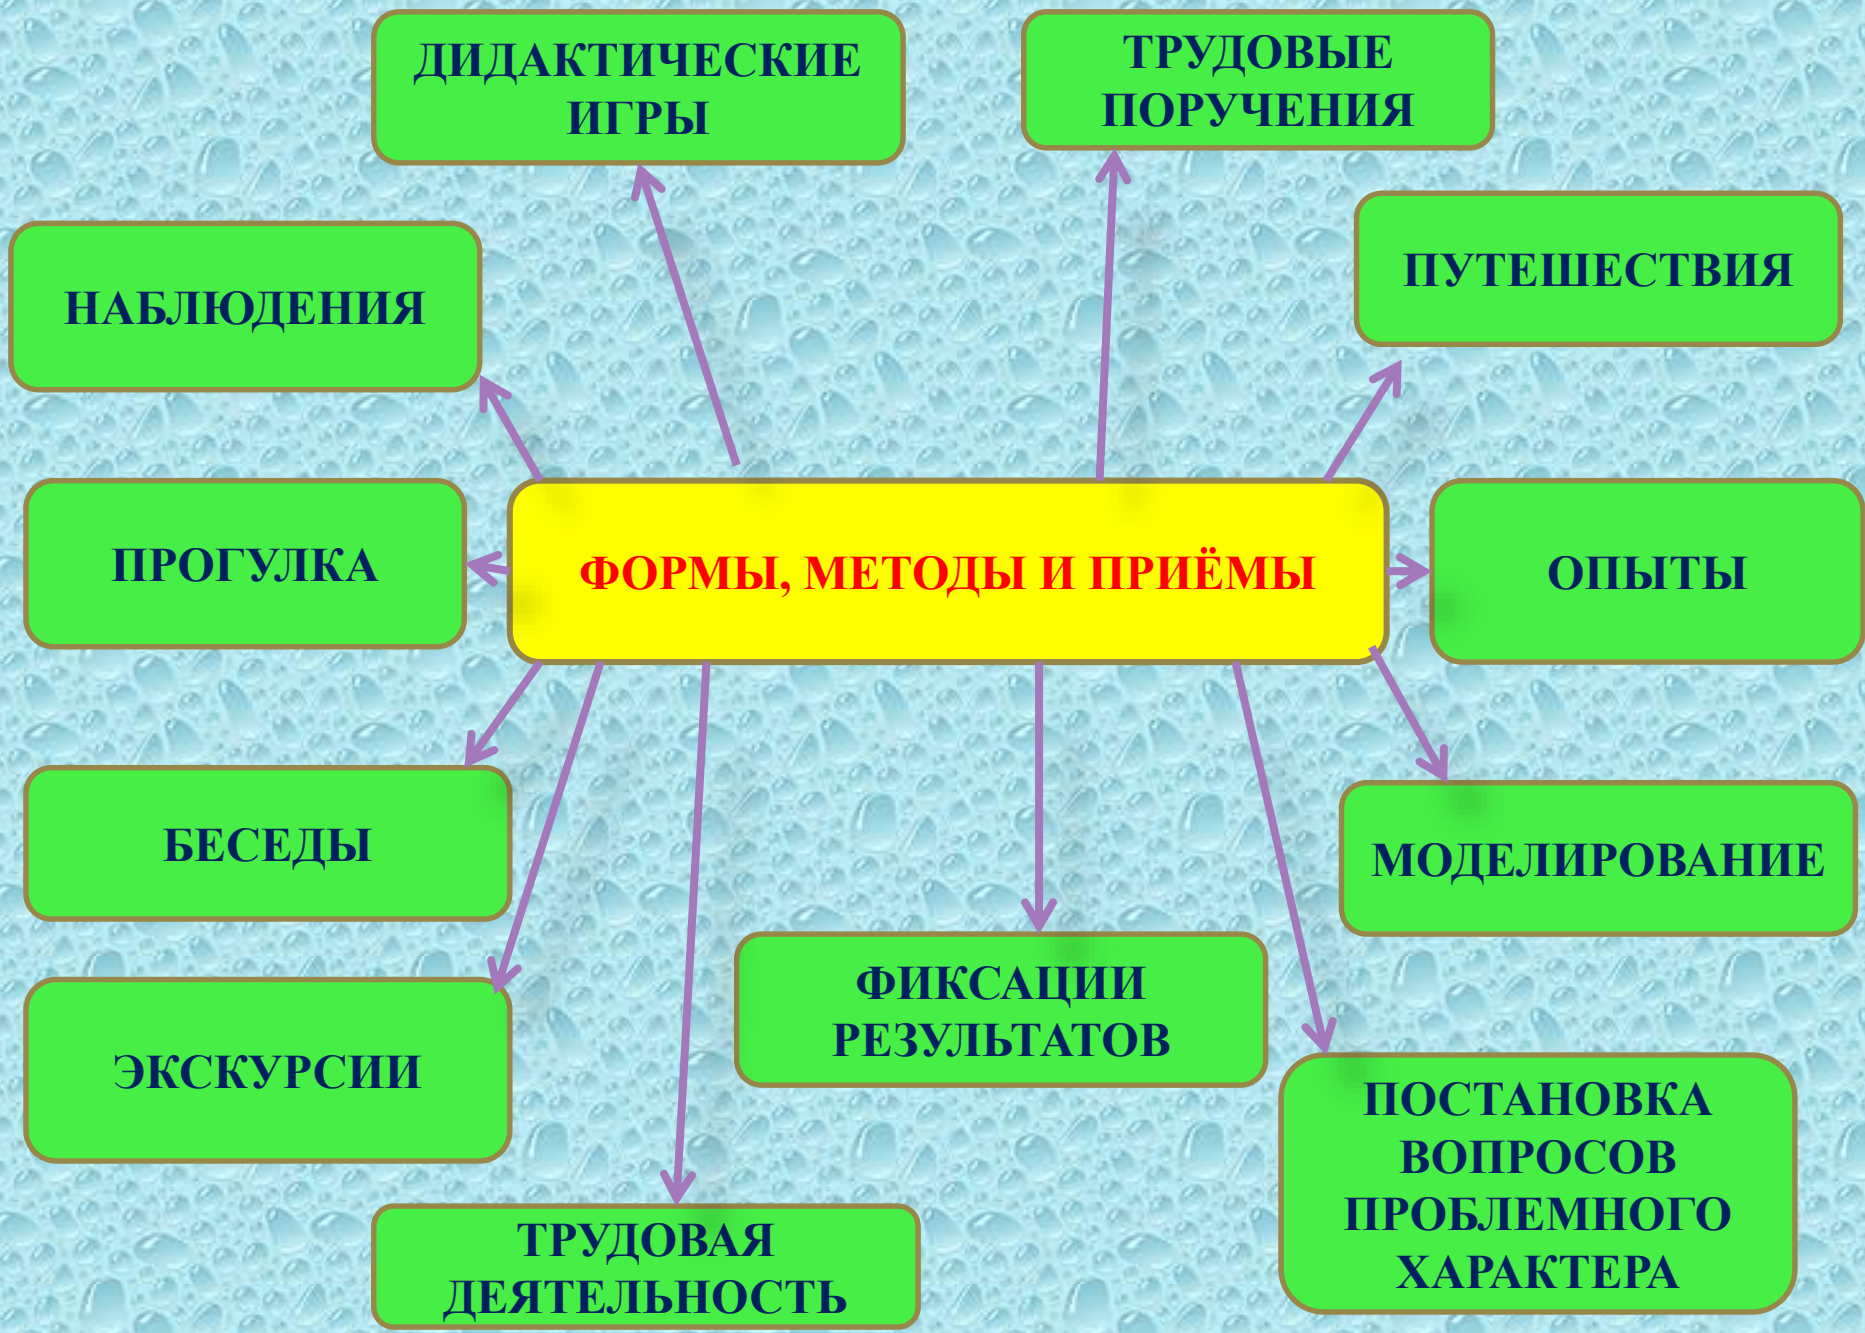 ДИДАКТИЧЕСКИЕ
ИГРЫ
ТРУДОВЫЕ
ПОРУЧЕНИЯ
НАБЛЮДЕНИЯ
ПУТЕШЕСТВИЯ
ПРОГУЛКА
ФОРМЫ, МЕТОДЫ И ПРИЁМЫ
ОПЫТЫ
БЕСЕДЫ
МОДЕЛИРОВАНИЕ
ЭКСКУРСИИ
ФИКСАЦИИ
РЕЗУЛЬТАТОВ
ПОСТАНОВКА
ВОПРОСОВ
ПРОБЛЕМНОГО
ХАРАКТЕРА
ТРУДОВАЯ
ДЕЯТЕЛЬНОСТЬ